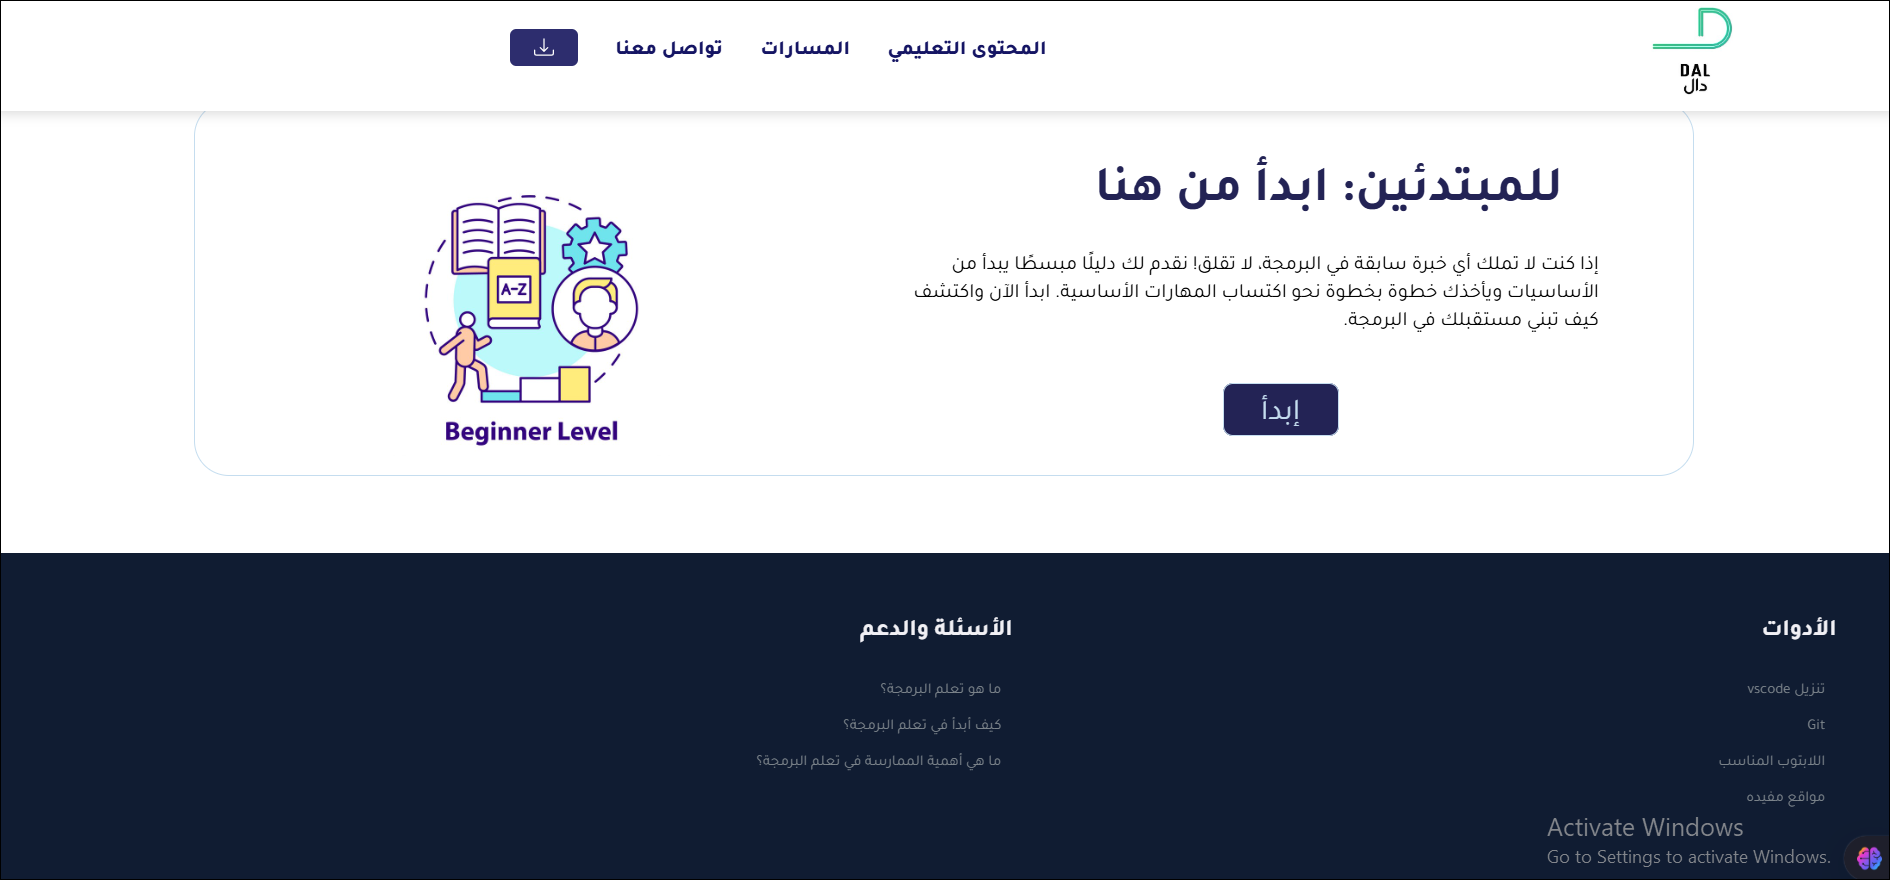 DAL
دال
المحتوى التعليمي
المسارات
تواصل معنا
للمبتدئين: ابدأ من هنا
إذا كنت لا تملك أي خبرة سابقة في البرمجة، لا تقلق! نقدم لك دليلًا مبسطًا يبدأ من
الأساسيات ويأخذك خطوة بخطوة نحو اكتساب المهارات الأساسية. ابدأ الآن واكتشف
كيف تبني مستقبلك في البرمجة.
إبدأ
A-Z
Beginner Level
الأدوات
تنزيل vscode
Git
اللابتوب المناسب
مواقع مفيده
الأسئلة والدعم
ما هو تعلم البرمجة؟
كيف أبدأ في تعلم البرمجة؟
ما هي أهمية الممارسة في تعلم البرمجة؟
Activate Windows
Go to Settings to activate Windows.